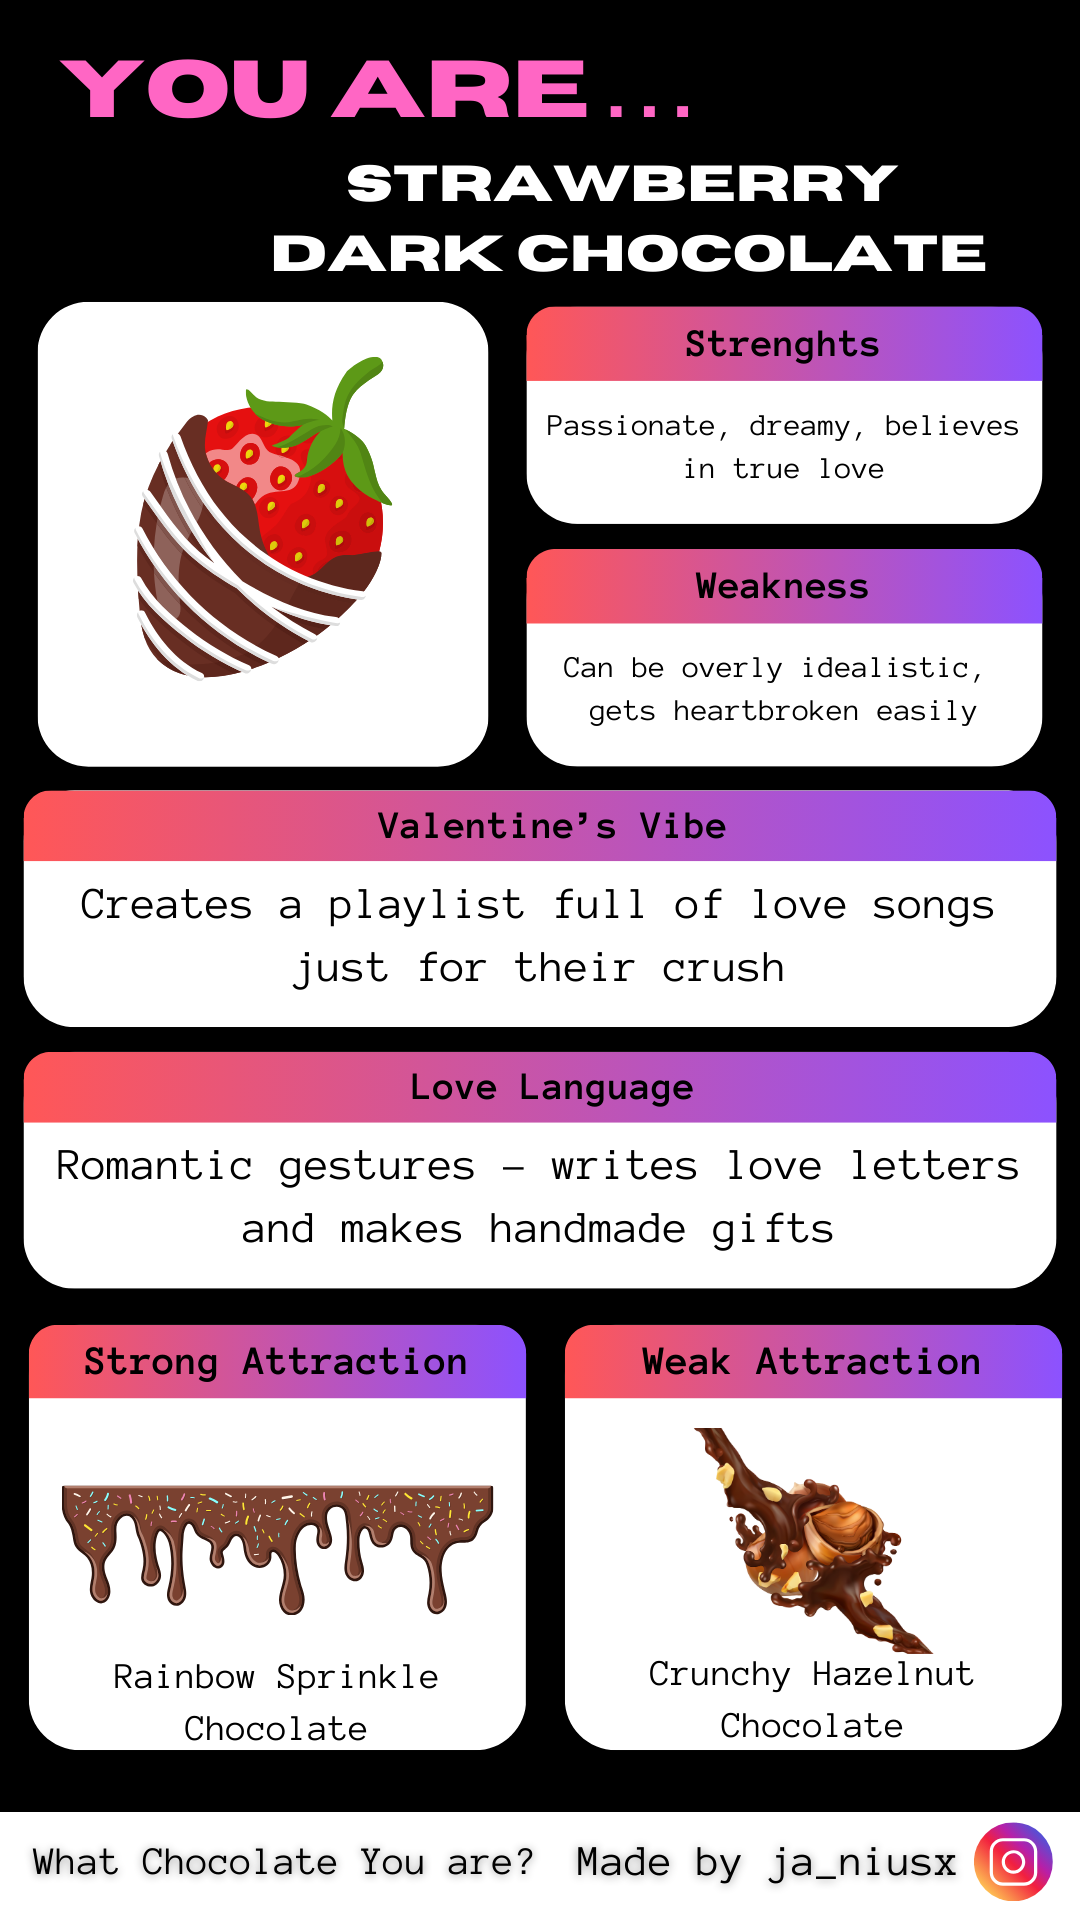 YOU ARE...
STRAWBERRY
DARK CHOCOLATE
Strenghts
Passionate, dreamy, believes
in true love
Weakness
Can be overly idealistic,
gets heartbroken easily
Valentine’s Vibe
Creates a playlist full of love songs
just for their crush
Love Language
Romantic gestures – writes love letters
and makes handmade gifts
Strong Attraction
Rainbow Sprinkle
Chocolate
Weak Attraction
Crunchy Hazelnut
Chocolate
What Chocolate You are?
Made by ja_niusx